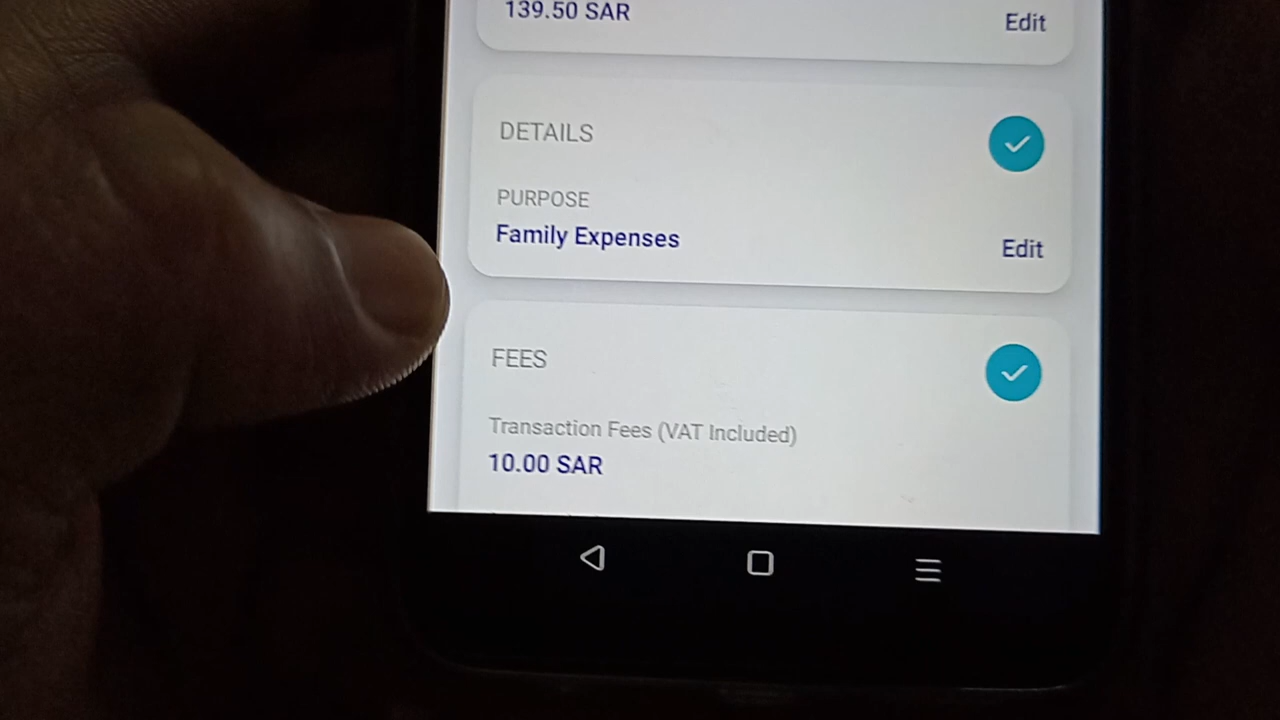 139.50 SAR
Edit
DETAILS
PURPOSE
Family Expenses
Edit
FEES
Transaction Fees (VAT Included)
10.00 SAR